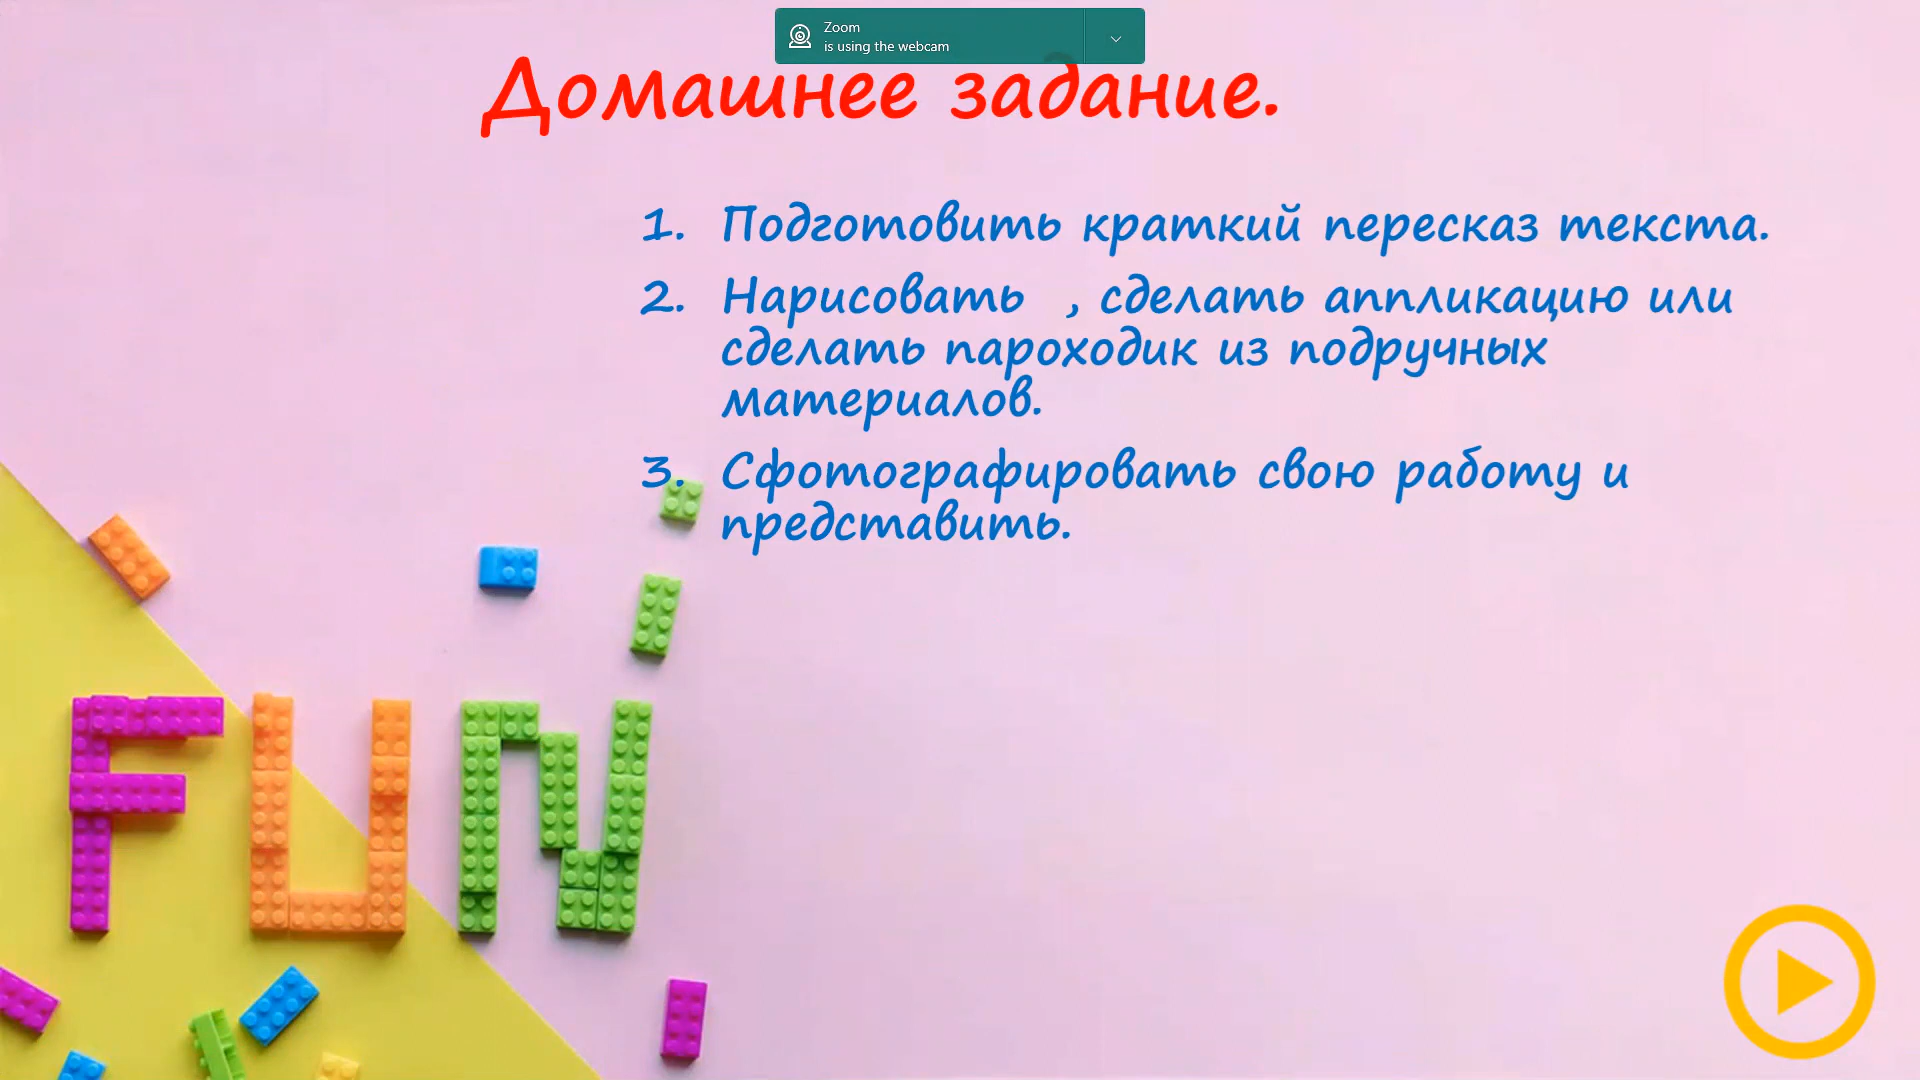 Zoom
is using the webcam
Домашнее задание.
1. Подготовить краткий пересказ текста.
2. Нарисовать , сделать аппликацию или
сделать пароходик из подручных
материалов.
3. Сфотографировать свою работу и
представить.
FUN